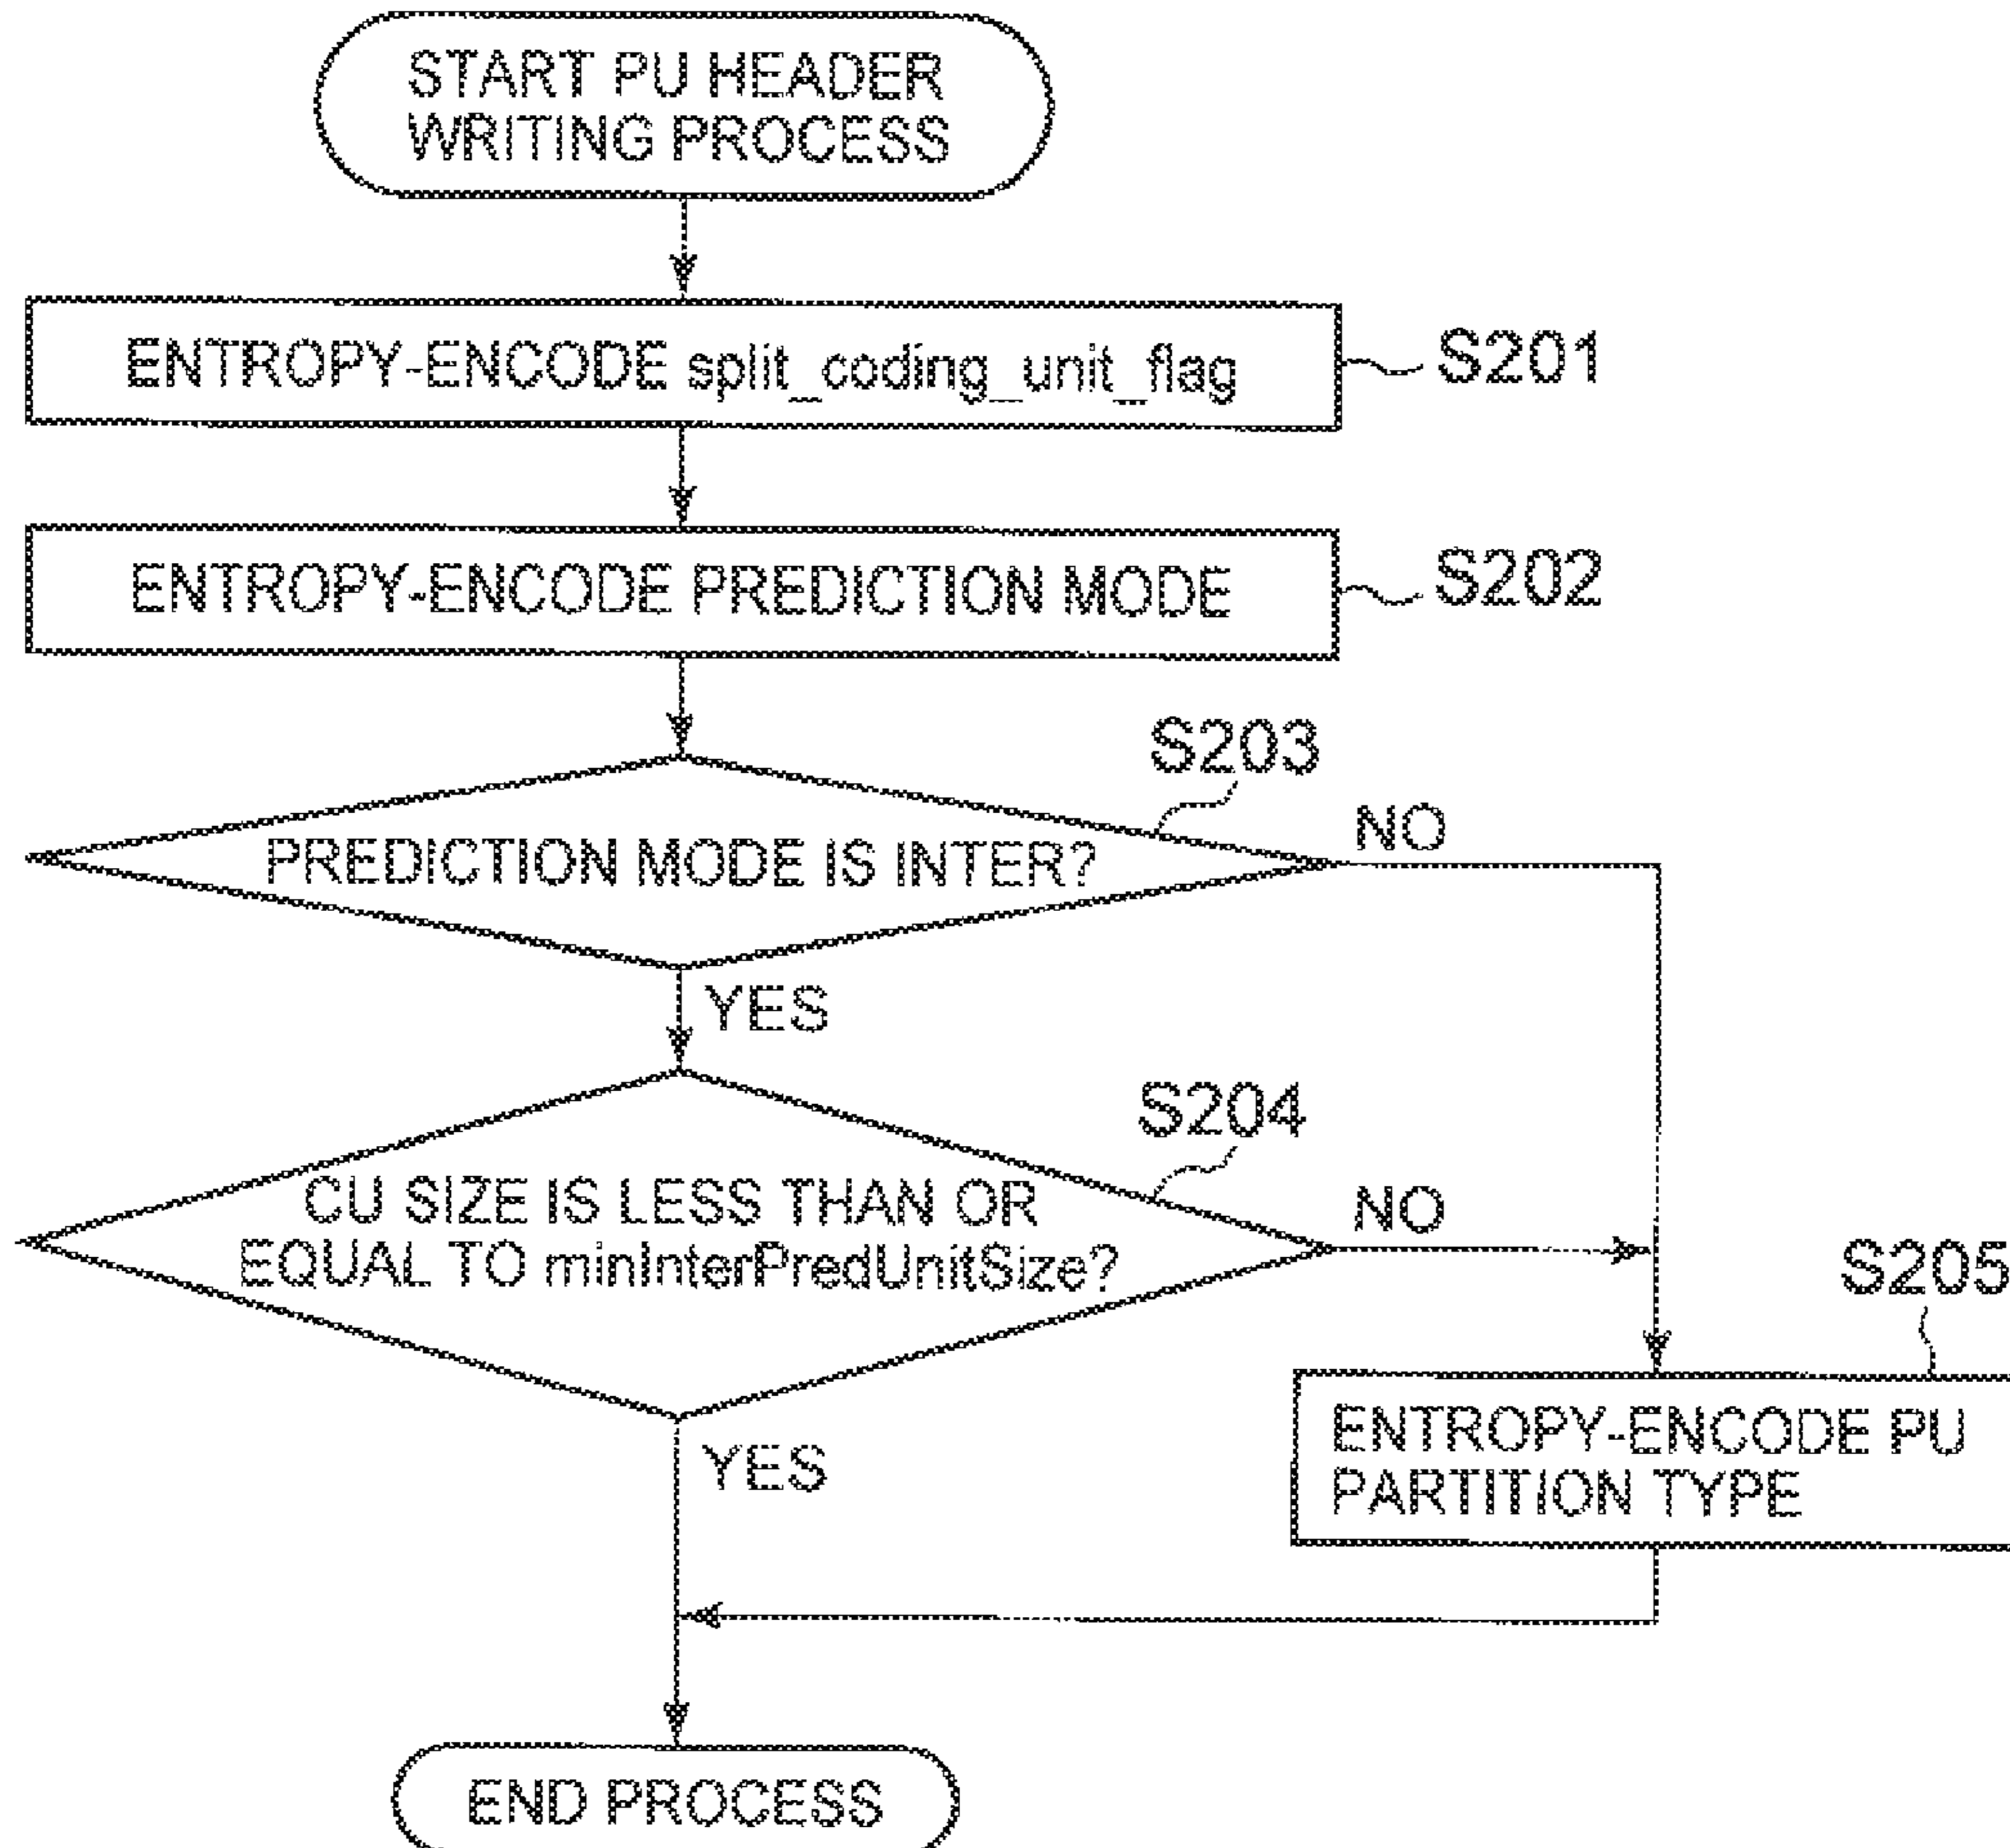 START PU HEADER
WRITING PROCESS
ENTROPY-ENCODE split_coding_unit_flag
S201
ENTROPY-ENCODE PREDICTION MODE
S202
S203
PREDICTION MODE IS INTER?
NO
YES
S204
CU SIZE IS LESS THAN OR
EQUAL TO minInterPredUnitSize?
NO
S205
ENTROPY-ENCODE PU
PARTITION TYPE
YES
END PROCESS